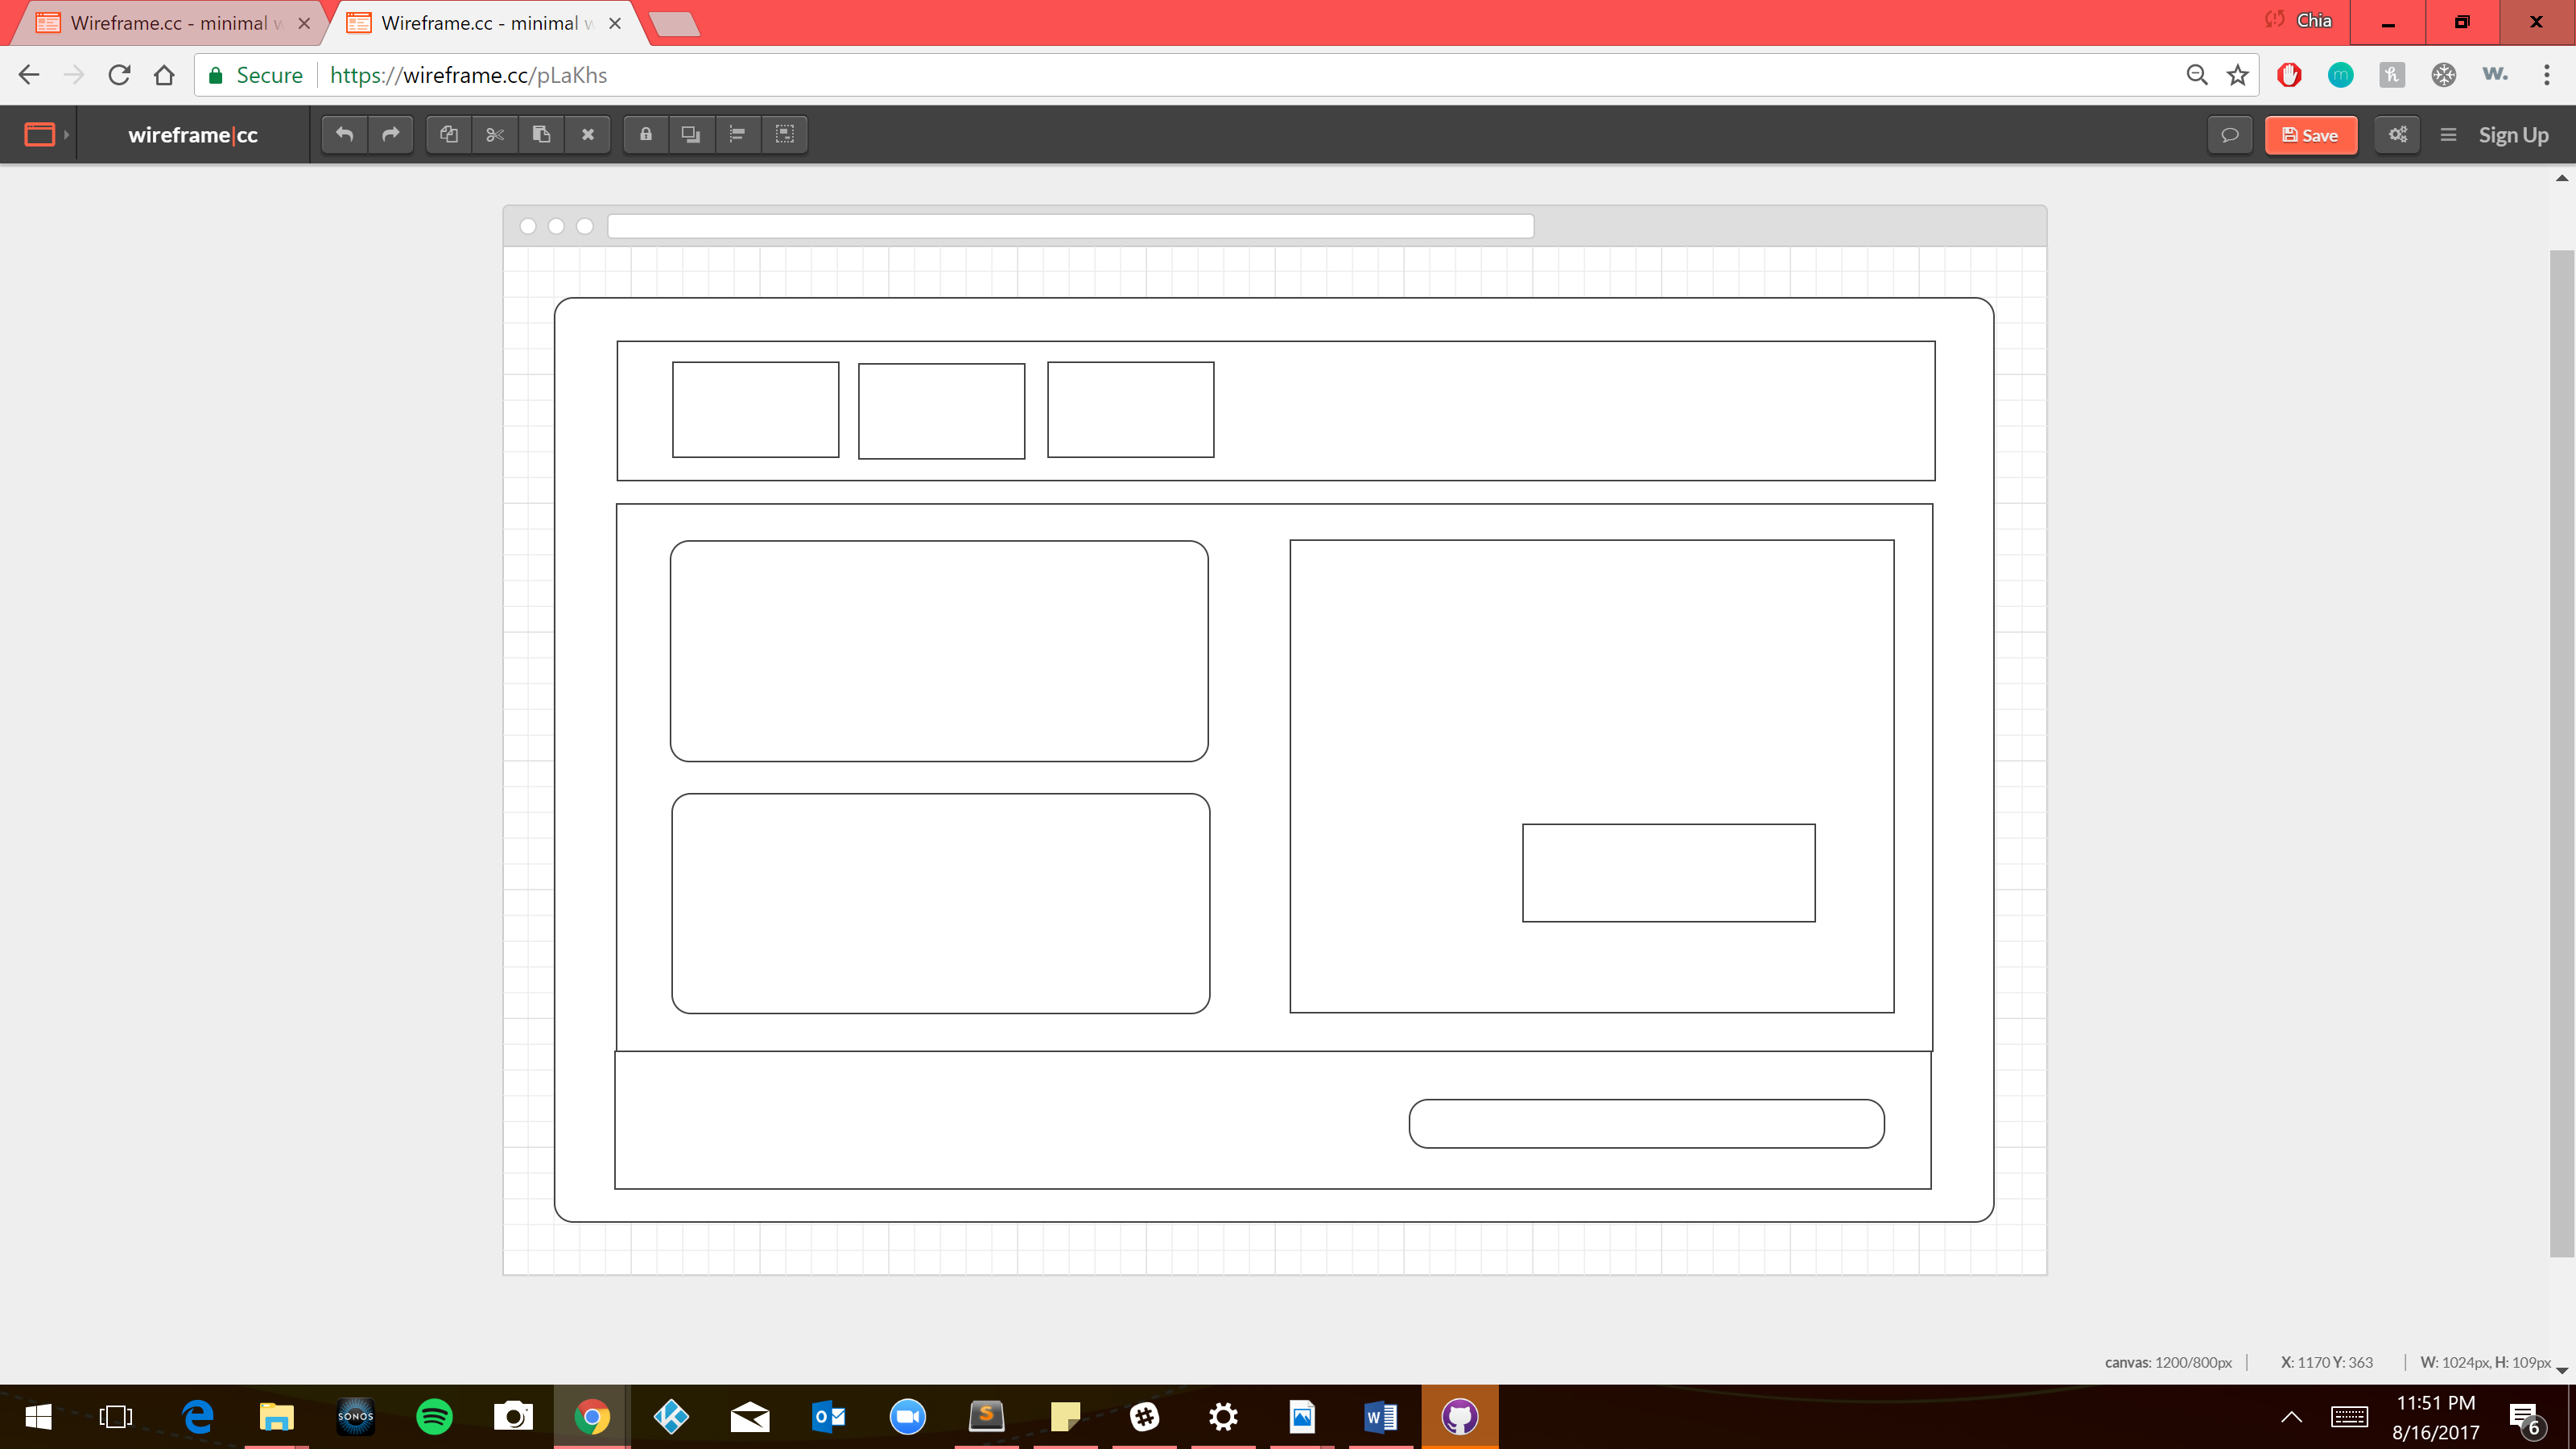 Wireframe.cc - minimal w
Wireframe.cc - minimal w
Chia
Secure
https://wireframe.cc/pLaKhs
m
h
w.
wireframe|cc
Save
Sign Up
canvas: 1200/800px
X: 1170 Y: 363
W: 1024px, H: 109px
SONOS
11:51 PM
8/16/2017
6